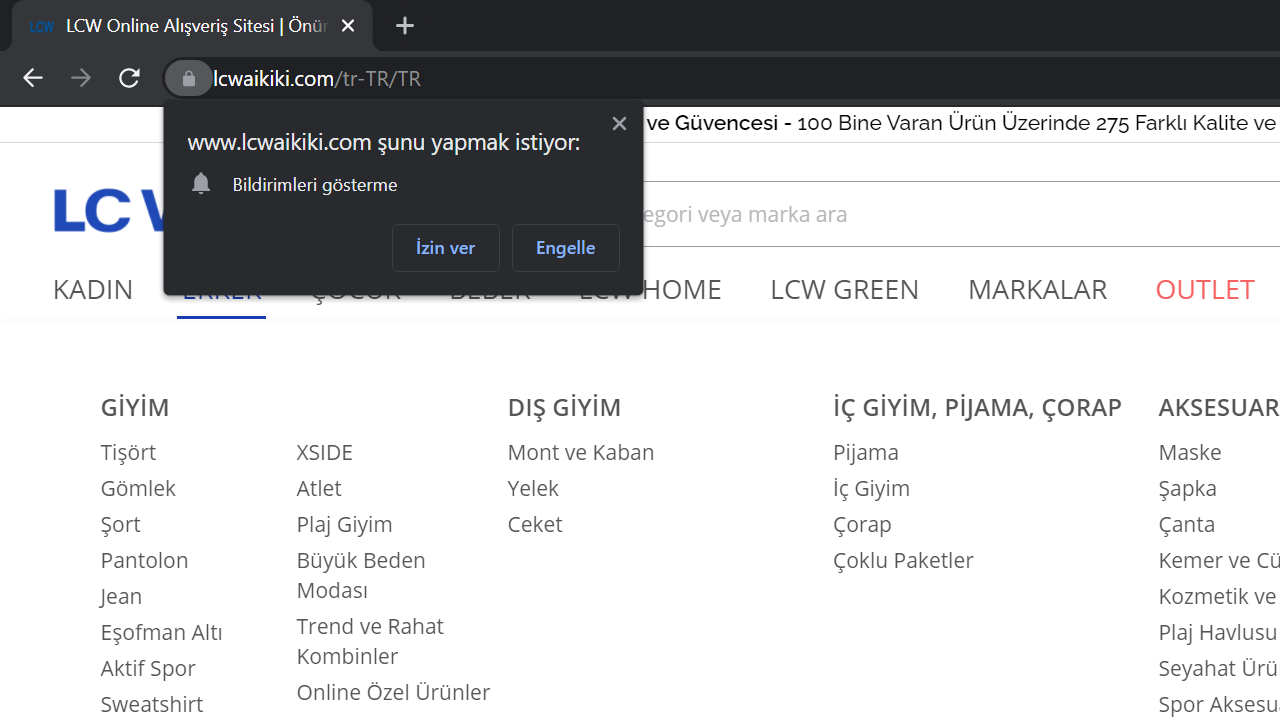 LCW LCW Online Alışveriş Sitesi | Önür
lcwaikiki.com/tr-TR/TR
ve Güvencesi - 100 Bine Varan Ürün Üzerinde 275 Farklı Kalite ve
www.lcwaikiki.com şunu yapmak istiyor:
Bildirimleri gösterme
İzin ver Engelle
LC W
egori veya marka ara
KADIN ERKEK ÇOCUK BEBEK LCW HOME LCW GREEN MARKALAR OUTLET
GİYİM
Tişört
Gömlek
Şort
Pantolon
Jean
Eşofman Altı
Aktif Spor
Sweatshirt
XSIDE
Atlet
Plaj Giyim
Büyük Beden
Modası
Trend ve Rahat
Kombinler
Online Özel Ürünler
DIŞ GİYİM
Mont ve Kaban
Yelek
Ceket
İÇ GİYİM, PİJAMA, ÇORAP
Pijama
İç Giyim
Çorap
Çoklu Paketler
AKSESUAR
Maske
Şapka
Çanta
Kemer ve Cü
Kozmetik ve
Plaj Havlusu
Seyahat Ürü
Spor Aksesua